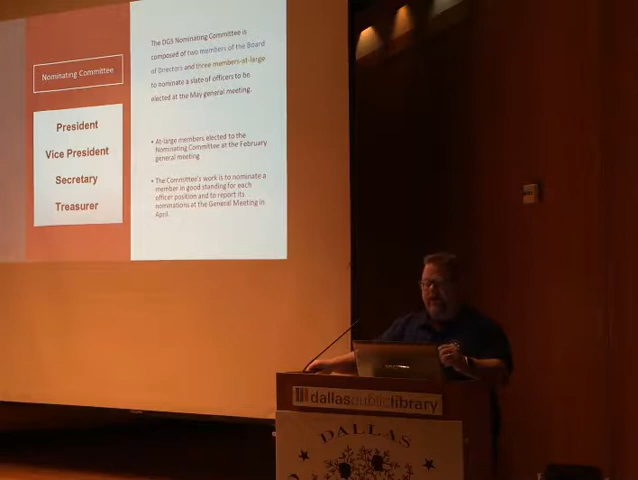 Nominating Committee
President
Vice President
Secretary
Treasurer
The DGS Nominating Committee is
composed of two members of the Board
of Directors and three members-at-large
to nominate a slate of officers to be
elected at the May general meeting.
• At-large members elected to the
Nominating Committee at the February
general meeting
• The Committee's work is to nominate a
member in good standing for each
officer position and to report its
nominations at the General Meeting in
April.
dallaspubliclibrary
DALLAS